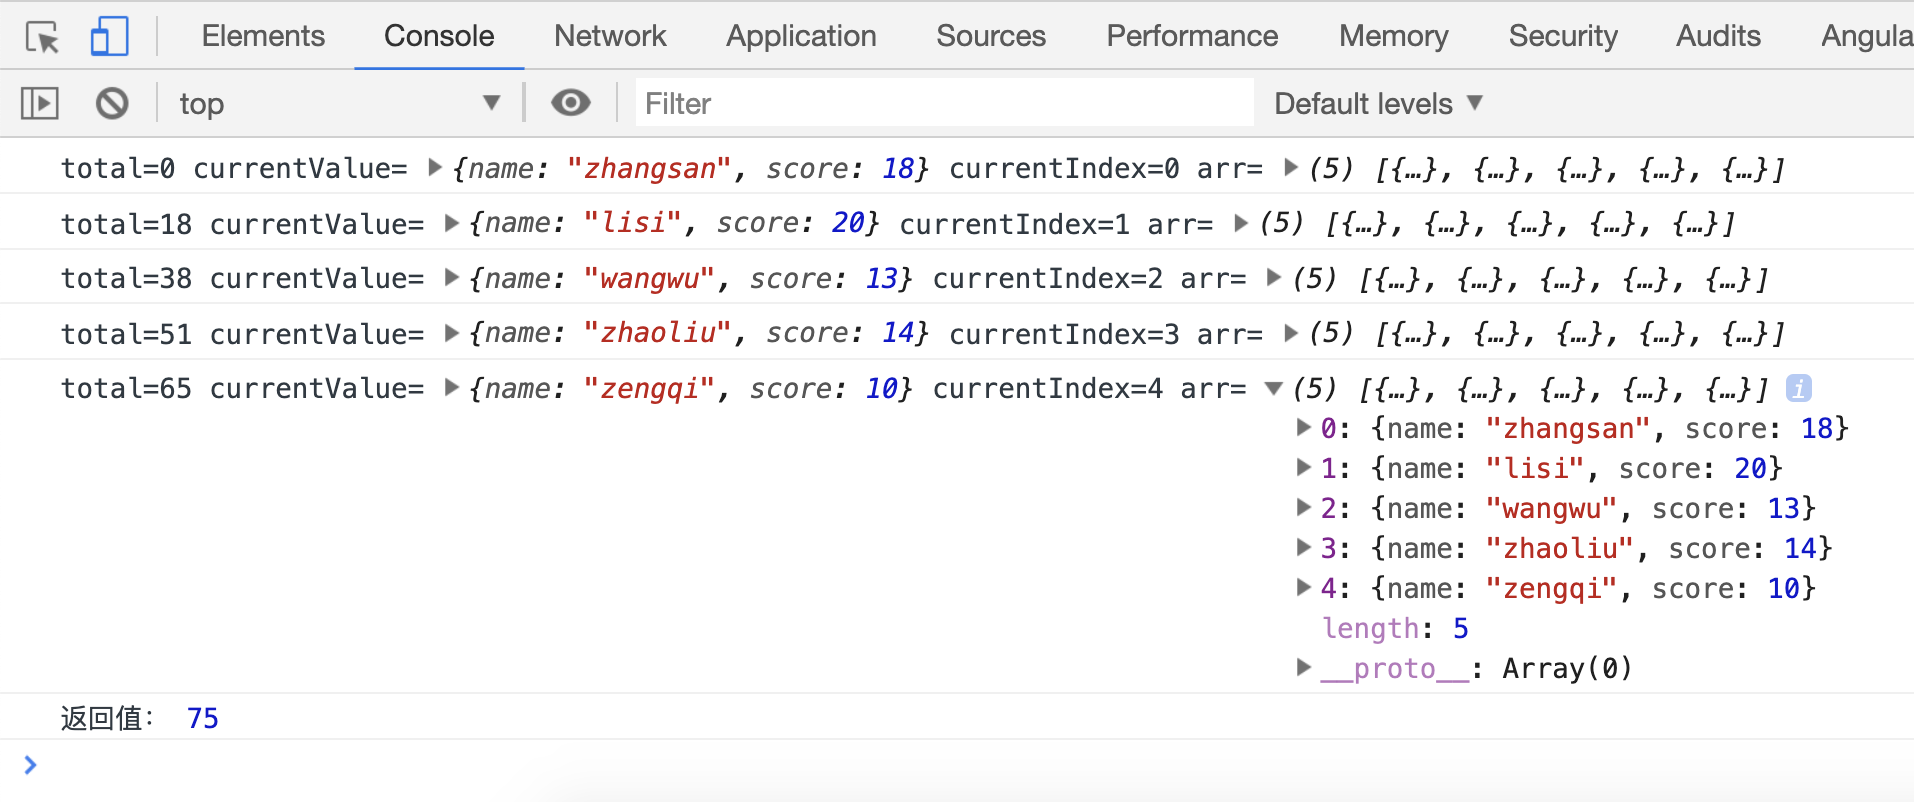 Elements Console Network Application Sources Performance Memory Security Audits Angula
top Filter Default levels
total=0 currentValue= {name: "zhangsan", score: 18} currentIndex=0 arr= (5) [{…}, {…}, {…}, {…}, {…}]
total=18 currentValue= {name: "lisi", score: 20} currentIndex=1 arr= (5) [{…}, {…}, {…}, {…}, {…}]
total=38 currentValue= {name: "wangwu", score: 13} currentIndex=2 arr= (5) [{…}, {…}, {…}, {…}, {…}]
total=51 currentValue= {name: "zhaoliu", score: 14} currentIndex=3 arr= (5) [{…}, {…}, {…}, {…}, {…}]
total=65 currentValue= {name: "zengqi", score: 10} currentIndex=4 arr= (5) [{…}, {…}, {…}, {…}, {…}] i
0: {name: "zhangsan", score: 18}
1: {name: "lisi", score: 20}
2: {name: "wangwu", score: 13}
3: {name: "zhaoliu", score: 14}
4: {name: "zengqi", score: 10}
length: 5
__proto__: Array(0)
返回值： 75